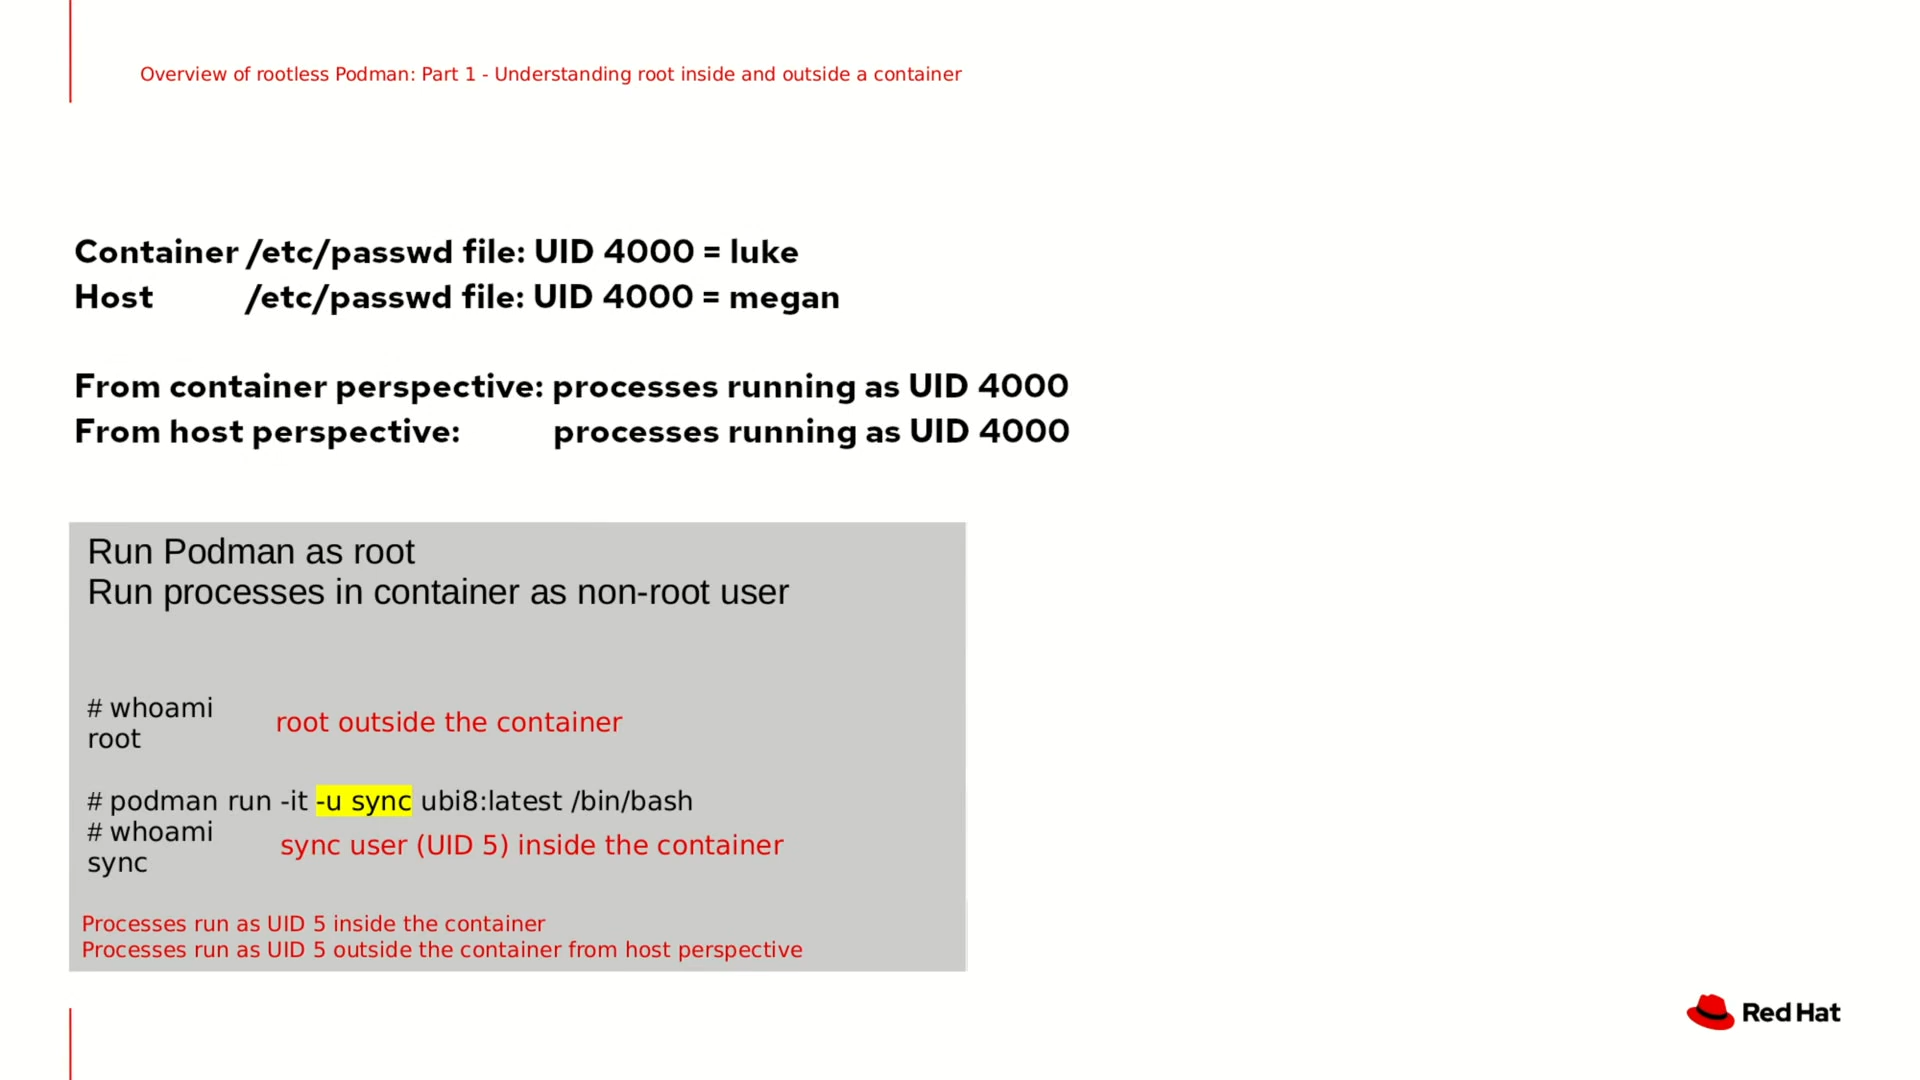 Overview of rootless Podman: Part 1 - Understanding root inside and outside a container
Container /etc/passwd file: UID 4000 = luke
Host /etc/passwd file: UID 4000 = megan
From container perspective: processes running as UID 4000
From host perspective: processes running as UID 4000
Run Podman as root
Run processes in container as non-root user
# whoami
root
root outside the container
# podman run -it -u sync ubi8:latest /bin/bash
# whoami
sync
sync user (UID 5) inside the container
Processes run as UID 5 inside the container
Processes run as UID 5 outside the container from host perspective
Red Hat